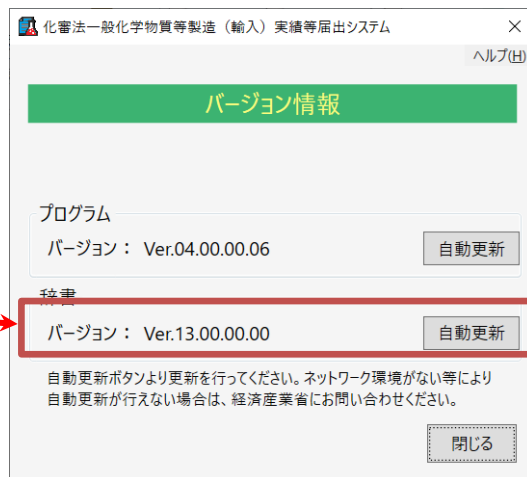 化審法一般化学物質等製造（輸入）実績等届出システム
ヘルプ(H)
バージョン情報
プログラム
バージョン： Ver.04.00.00.06
自動更新
辞書
バージョン： Ver.13.00.00.00
自動更新
自動更新ボタンより更新を行ってください。ネットワーク環境がない等により
自動更新が行えない場合は、経済産業省にお問い合わせください。
閉じる